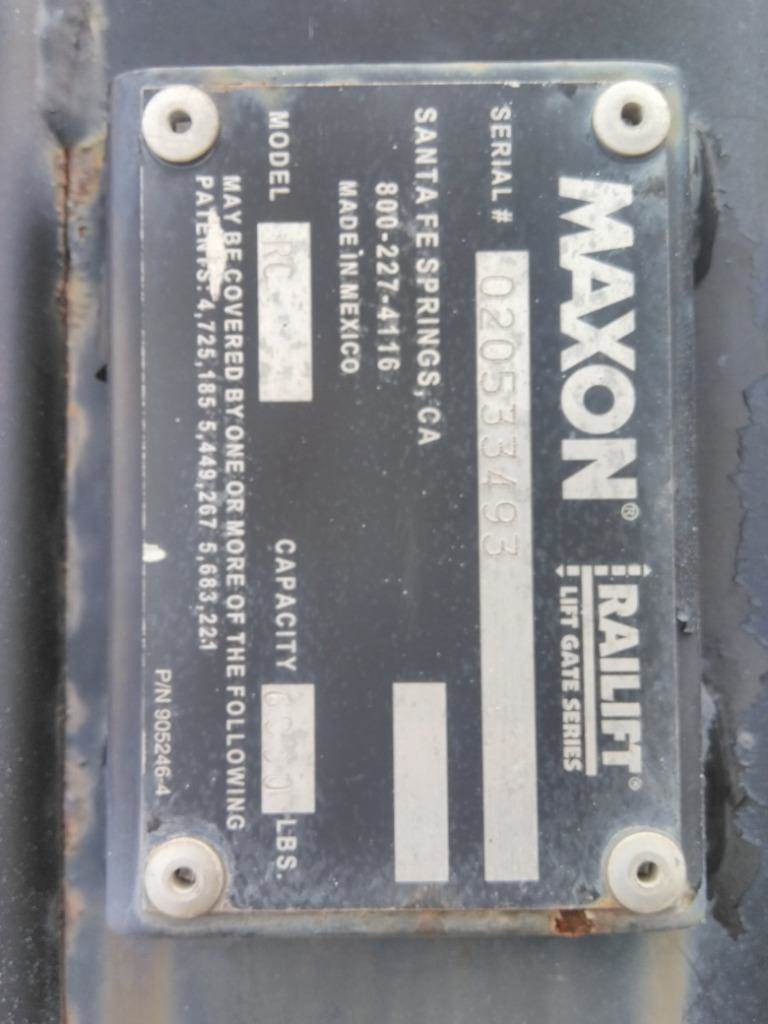 MAXON® RAILIFT®
LIFT GATE SERIES
SERIAL # 020533493
SANTA FE SPRINGS, CA
800-227-4116
MADE IN MEXICO
MODEL RC CAPACITY LBS.
MAY BE COVERED BY ONE OR MORE OF THE FOLLOWING
PATENTS: 4,725,185 5,449,267 5,683,221
P/N 905246-4